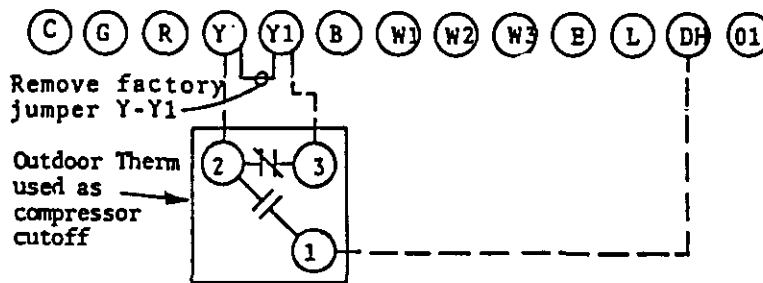 C G R Y Y1 B W1 W2 W3 E L DH O1
Remove factory
jumper Y-Y1
2 3
Outdoor Therm
used as
compressor
cutoff
1